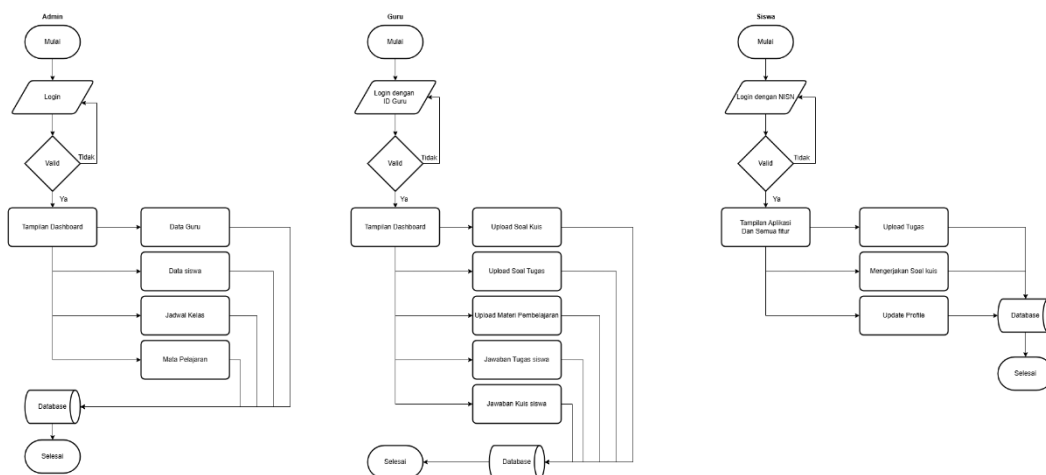 Admin
Mulai
Login
Valid
Tidak
Ya
Tampilan Dashboard
Data Guru
Data siswa
Jadwal Kelas
Mata Pelajaran
Database
Selesai
Guru
Mulai
Login dengan
ID Guru
Valid
Tidak
Ya
Tampilan Dashboard
Upload Soal Kuis
Upload Soal Tugas
Upload Materi Pembelajaran
Jawaban Tugas siswa
Jawaban Kuis siswa
Database
Selesai
Siswa
Mulai
Login dengan NISN
Valid
Tidak
Ya
Tampilan Aplikasi
Dan Semua fitur
Upload Tugas
Mengerjakan Soal kuis
Update Profile
Database
Selesai